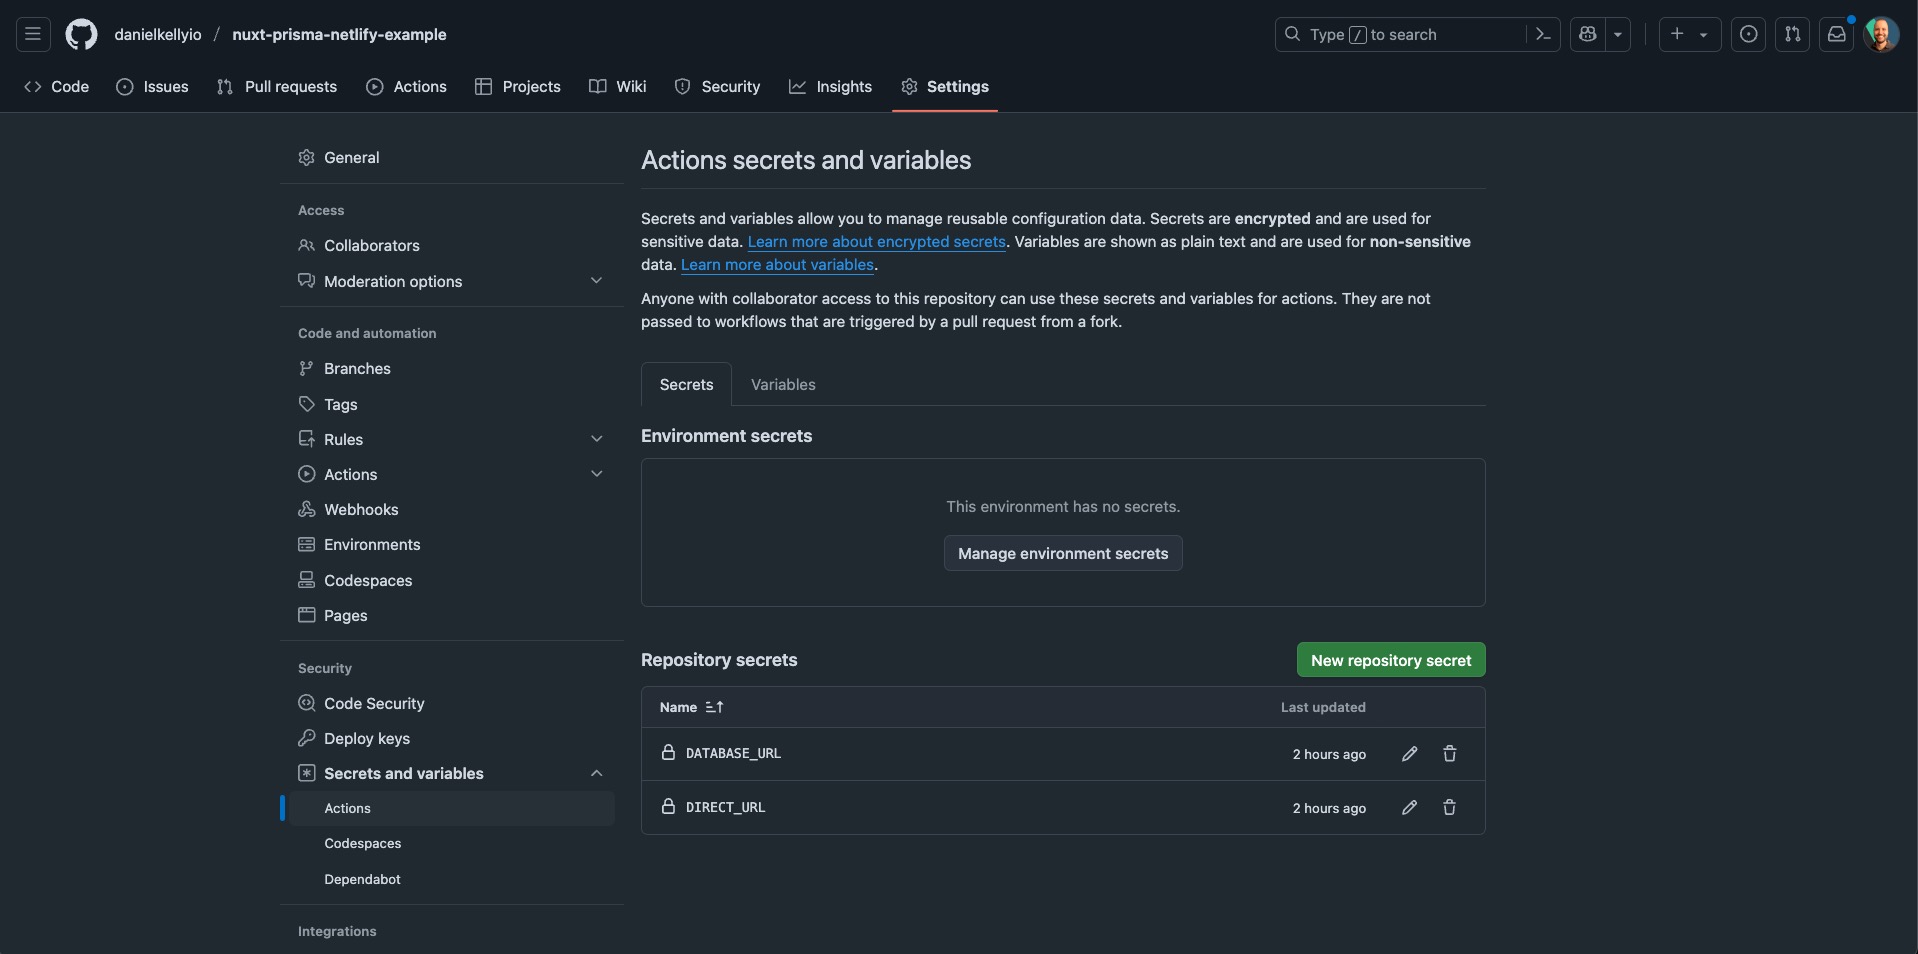 danielkellyio / nuxt-prisma-netlify-example
Type / to search
Code
Issues
Pull requests
Actions
Projects
Wiki
Security
Insights
Settings
General
Access
Collaborators
Moderation options
Code and automation
Branches
Tags
Rules
Actions
Webhooks
Environments
Codespaces
Pages
Security
Code Security
Deploy keys
Secrets and variables
Actions
Codespaces
Dependabot
Integrations
Actions secrets and variables
Secrets and variables allow you to manage reusable configuration data. Secrets are encrypted and are used for
sensitive data. Learn more about encrypted secrets. Variables are shown as plain text and are used for non-sensitive
data. Learn more about variables.
Anyone with collaborator access to this repository can use these secrets and variables for actions. They are not
passed to workflows that are triggered by a pull request from a fork.
Secrets
Variables
Environment secrets
This environment has no secrets.
Manage environment secrets
Repository secrets
New repository secret
Name
Last updated
DATABASE_URL
2 hours ago
DIRECT_URL
2 hours ago